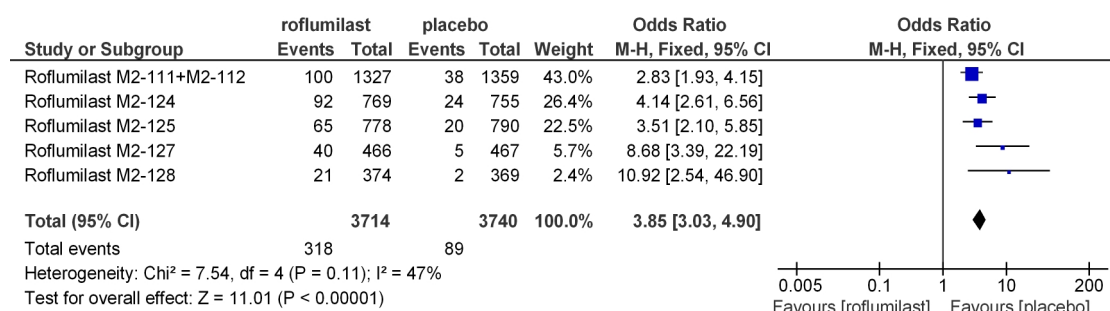 roflumilast placebo Odds Ratio Odds Ratio
Study or Subgroup Events Total Events Total Weight M-H, Fixed, 95% CI M-H, Fixed, 95% CI
Roflumilast M2-111+M2-112 100 1327 38 1359 43.0% 2.83 [1.93, 4.15]
Roflumilast M2-124 92 769 24 755 26.4% 4.14 [2.61, 6.56]
Roflumilast M2-125 65 778 20 790 22.5% 3.51 [2.10, 5.85]
Roflumilast M2-127 40 466 5 467 5.7% 8.68 [3.39, 22.19]
Roflumilast M2-128 21 374 2 369 2.4% 10.92 [2.54, 46.90]
Total (95% CI) 3714 3740 100.0% 3.85 [3.03, 4.90]
Total events 318 89
Heterogeneity: Chi² = 7.54, df = 4 (P = 0.11); I² = 47%
Test for overall effect: Z = 11.01 (P < 0.00001)
0.005 0.1 1 10 200
Favours [roflumilast] Favours [placebo]